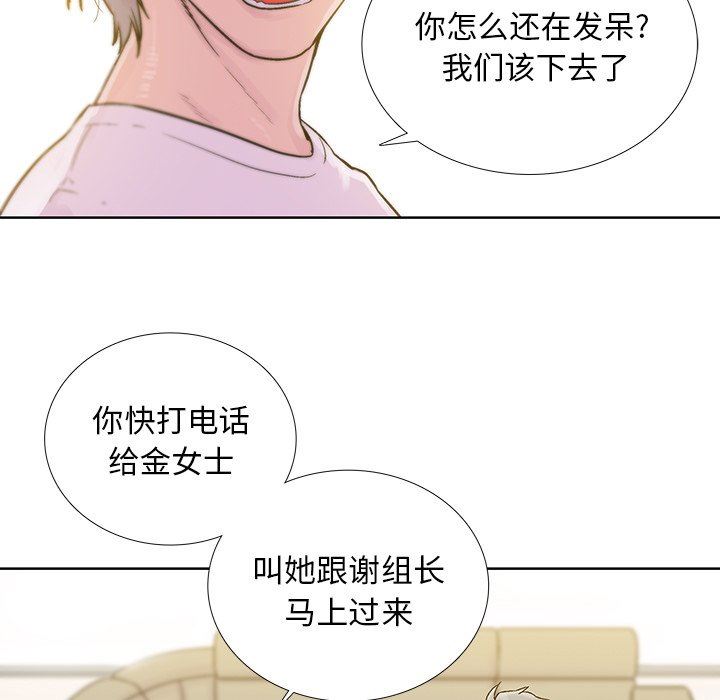 你怎么还在发呆?
我们该下去了
你快打电话
给金女士
叫她跟谢组长
马上过来